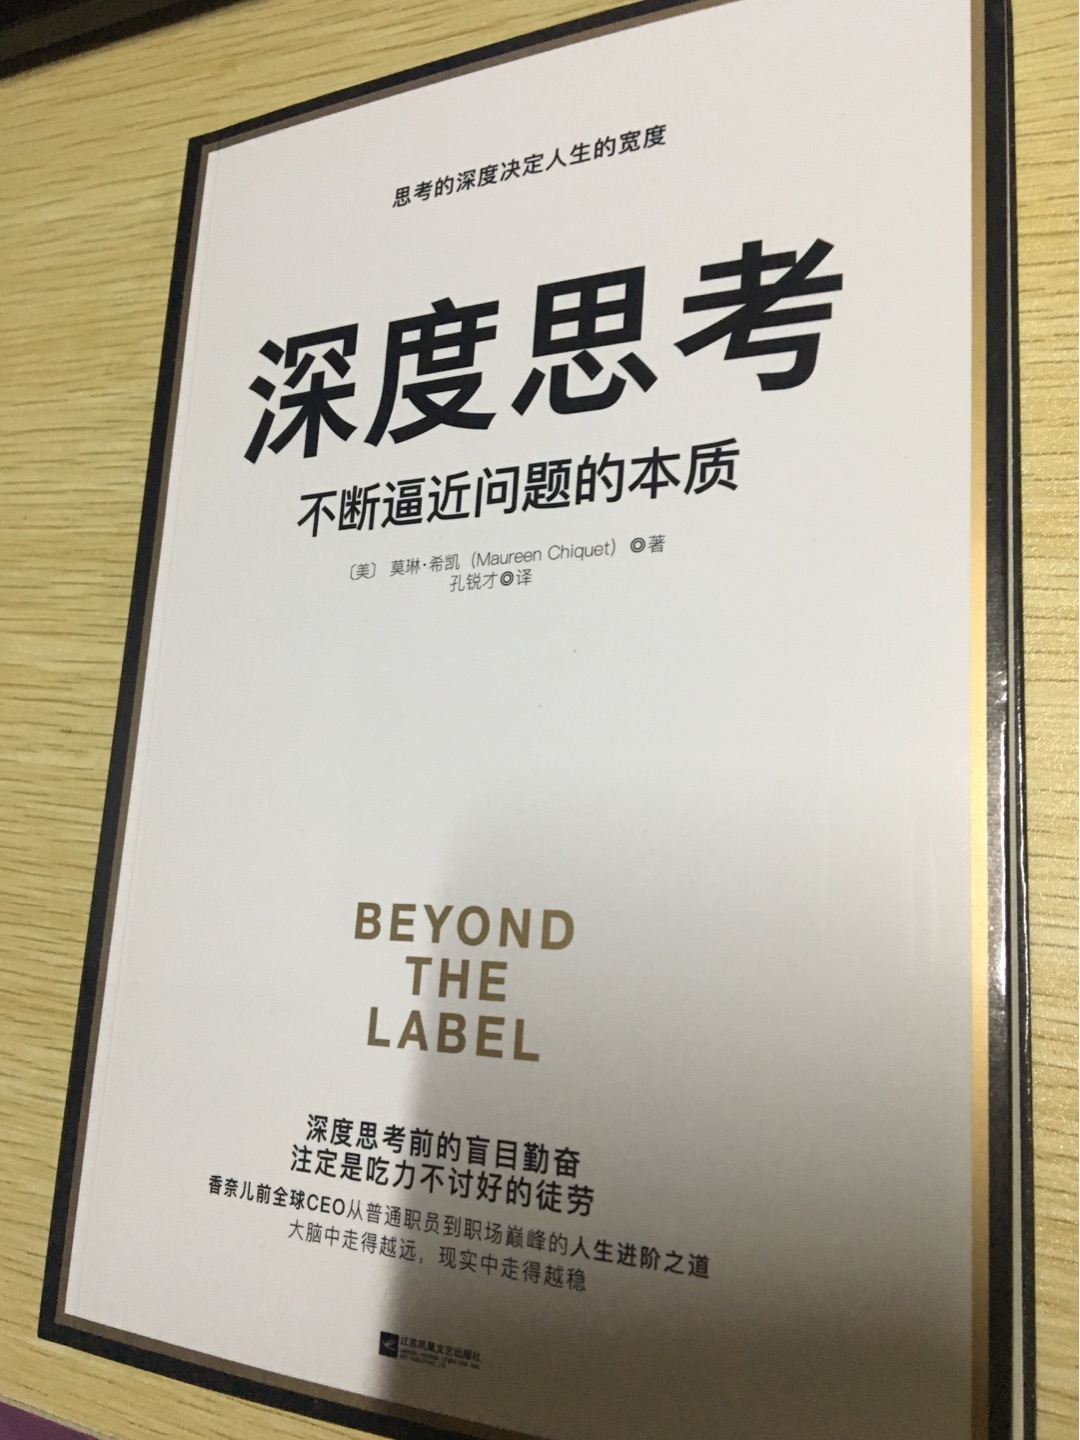 思考的深度决定人生的宽度
深度思考
不断逼近问题的本质
〔美〕莫琳·希凯（Maureen Chiquet）◎著
孔锐才◎译
BEYOND
THE
LABEL
深度思考前的盲目勤奋
注定是吃力不讨好的徒劳
香奈儿前全球CEO从普通职员到职场巅峰的人生进阶之道
大脑中走得越远，现实中走得越稳
江苏凤凰文艺出版社